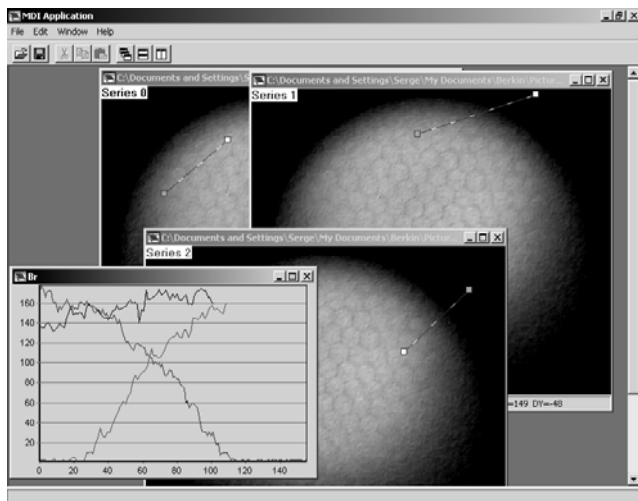 MDI Application
File Edit Window Help
C:\Documents and Settings\S
Series 0
C:\Documents and Settings\Serge\My Documents\Berkin\Pictur...
Series 1
C:\Documents and Settings\Serge\My Documents\Berkin\Pictur...
Series 2
=149 DY=-48
Br
160
140
120
100
80
60
40
20
0 20 40 60 80 100 120 140